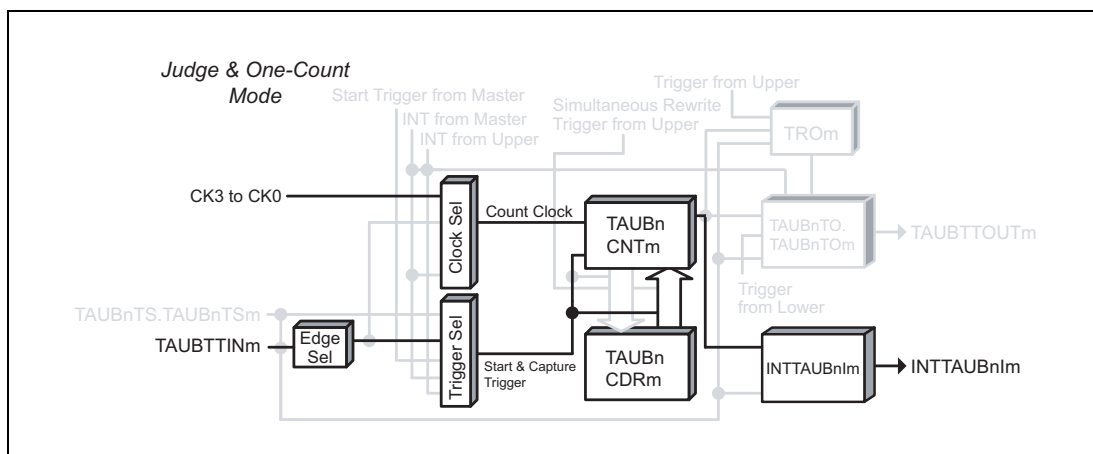 Judge & One-Count
Mode
Start Trigger from Master
INT from Master
INT from Upper
Simultaneous Rewrite
Trigger from Upper
Trigger from Upper
TROm
CK3 to CK0
Clock Sel
Count Clock
TAUBn
CNTm
TAUBnTO.
TAUBnTOm
TAUBTTOUTm
Trigger
from Lower
TAUBnTS.TAUBnTSm
TAUBTTINm
Edge
Sel
Trigger Sel
Start & Capture
Trigger
TAUBn
CDRm
INTTAUBnIm
INTTAUBnIm